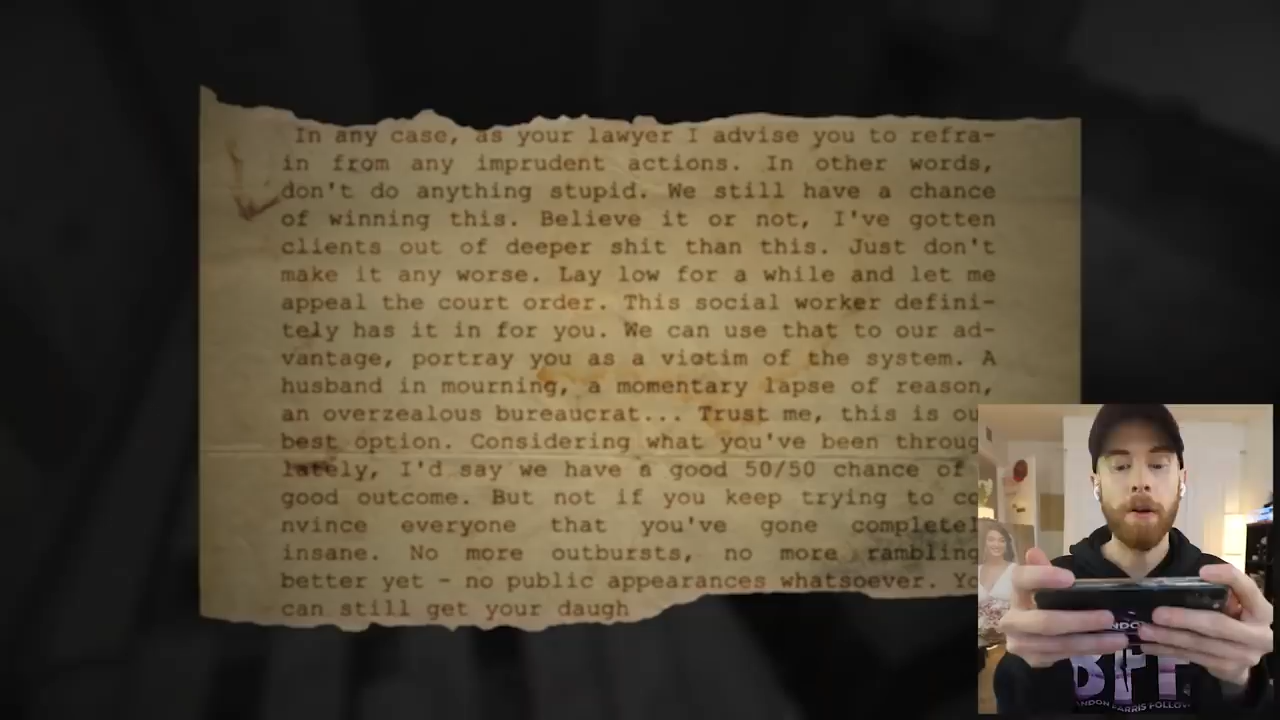 In any case, as your lawyer I advise you to refra-
in from any imprudent actions. In other words,
don't do anything stupid. We still have a chance
of winning this. Believe it or not, I've gotten
clients out of deeper shit than this. Just don't
make it any worse. Lay low for a while and let me
appeal the court order. This social worker defini-
tely has it in for you. We can use that to our ad-
vantage, portray you as a victim of the system. A
husband in mourning, a momentary lapse of reason,
an overzealous bureaucrat... Trust me, this is ou
best option. Considering what you've been throug
lately, I'd say we have a good 50/50 chance of
good outcome. But not if you keep trying to co
nvince everyone that you've gone completel
insane. No more outbursts, no more rambling
better yet - no public appearances whatsoever. Yo
can still get your daugh
BFF